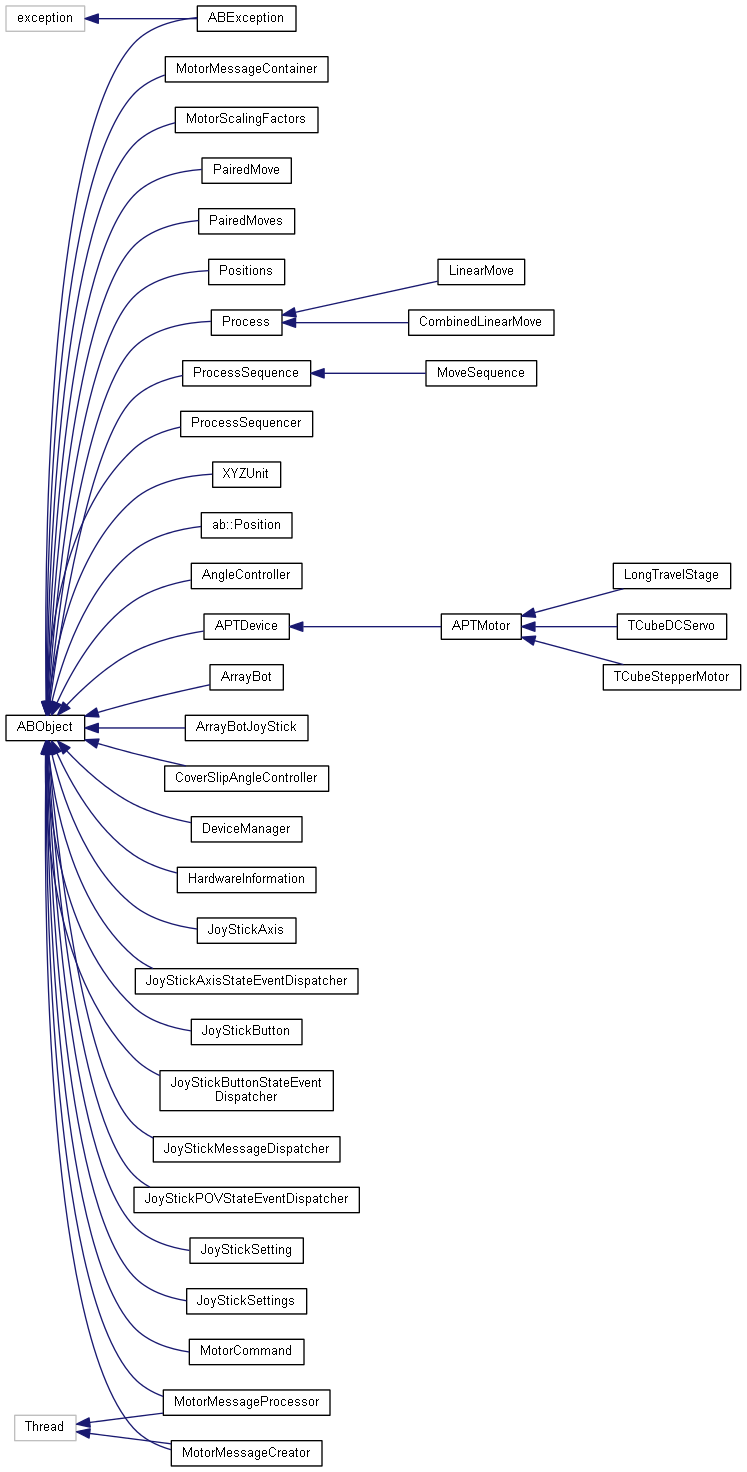 exception
ABException
MotorMessageContainer
MotorScalingFactors
PairedMove
PairedMoves
Positions
LinearMove
Process
CombinedLinearMove
ProcessSequence
MoveSequence
ProcessSequencer
XYZUnit
ab::Position
AngleController
LongTravelStage
APTDevice
APTMotor
TCubeDCServo
ArrayBot
TCubeStepperMotor
ABObject
ArrayBotJoyStick
CoverSlipAngleController
DeviceManager
HardwareInformation
JoyStickAxis
JoyStickAxisStateEventDispatcher
JoyStickButton
JoyStickButtonStateEvent
Dispatcher
JoyStickMessageDispatcher
JoyStickPOVStateEventDispatcher
JoyStickSetting
JoyStickSettings
MotorCommand
MotorMessageProcessor
Thread
MotorMessageCreator